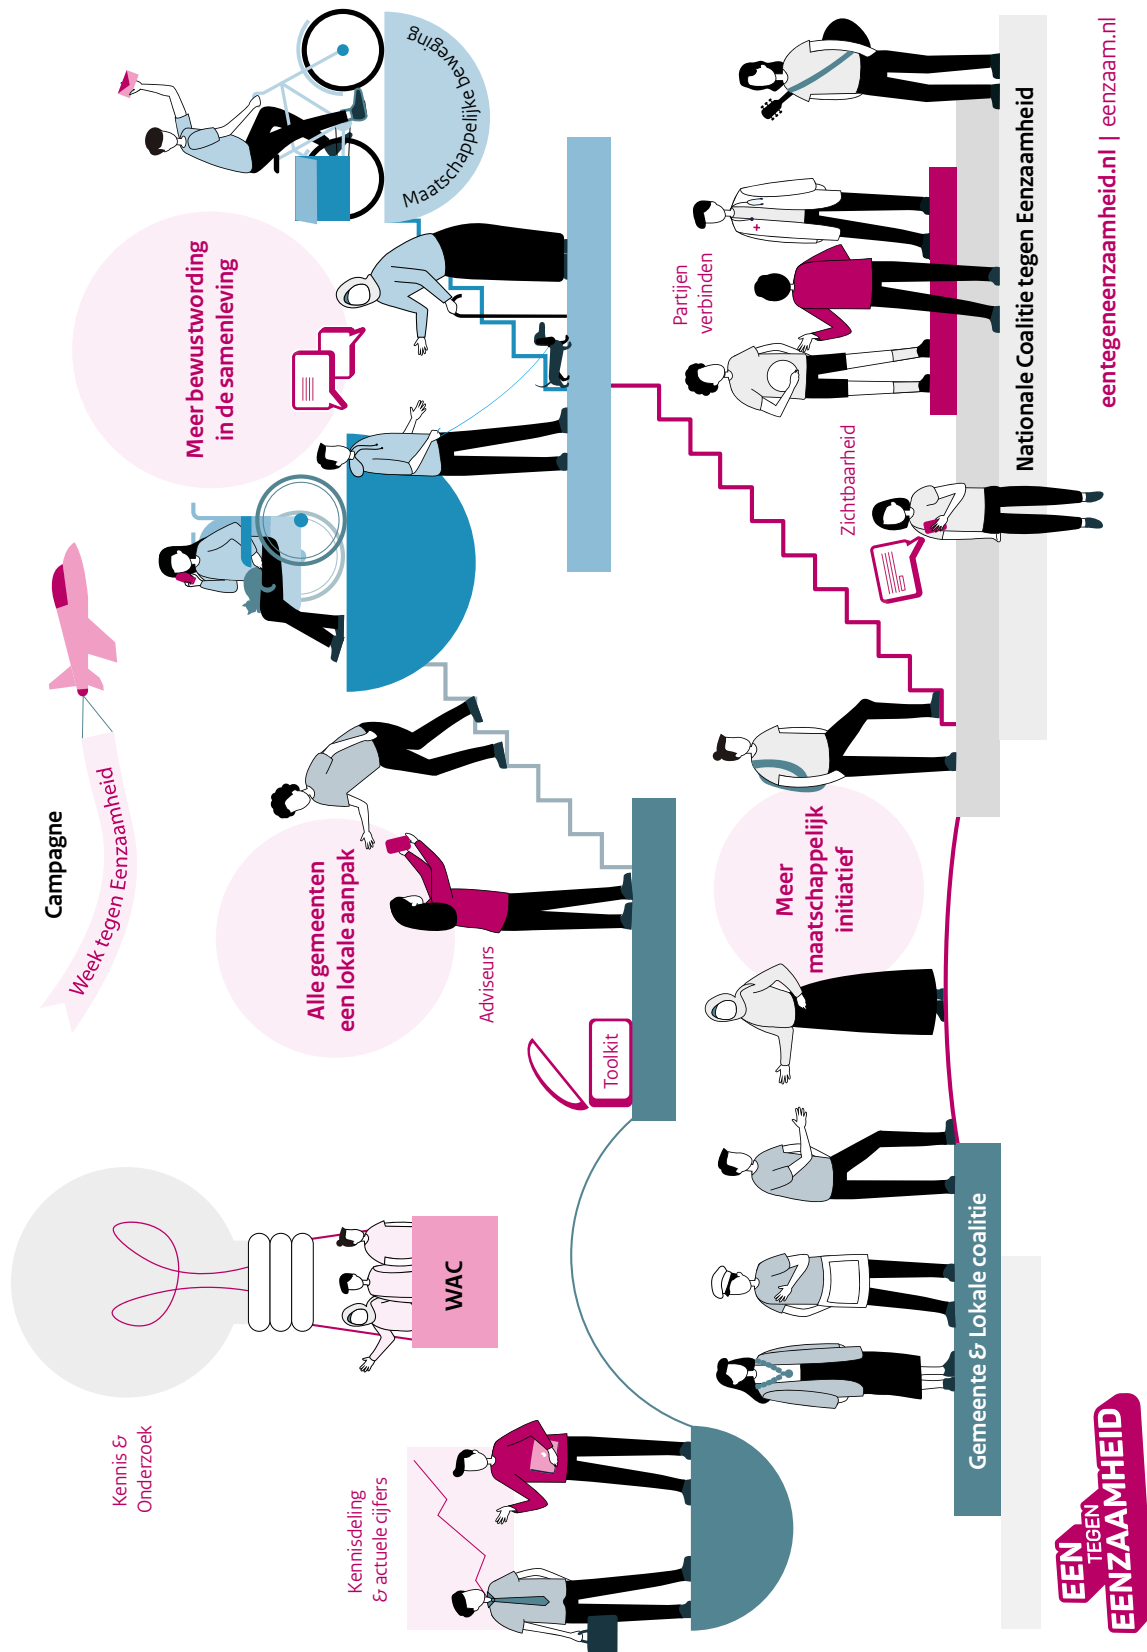 Kennis &
Onderzoek
Campagne
Week tegen Eenzaamheid
Meer bewustwording
in de samenleving
Maatschappelijke beweging
Alle gemeenten
een lokale aanpak
WAC
Kennisdeling
& actuele cijfers
Adviseurs
Toolkit
Partijen
verbinden
Zichtbaarheid
Meer
maatschappelijk
initiatief
Gemeente & Lokale coalitie
Nationale Coalitie tegen Eenzaamheid
EEN
TEGEN
EENZAAMHEID
eentegeneenzaamheid.nl | eenzaam.nl